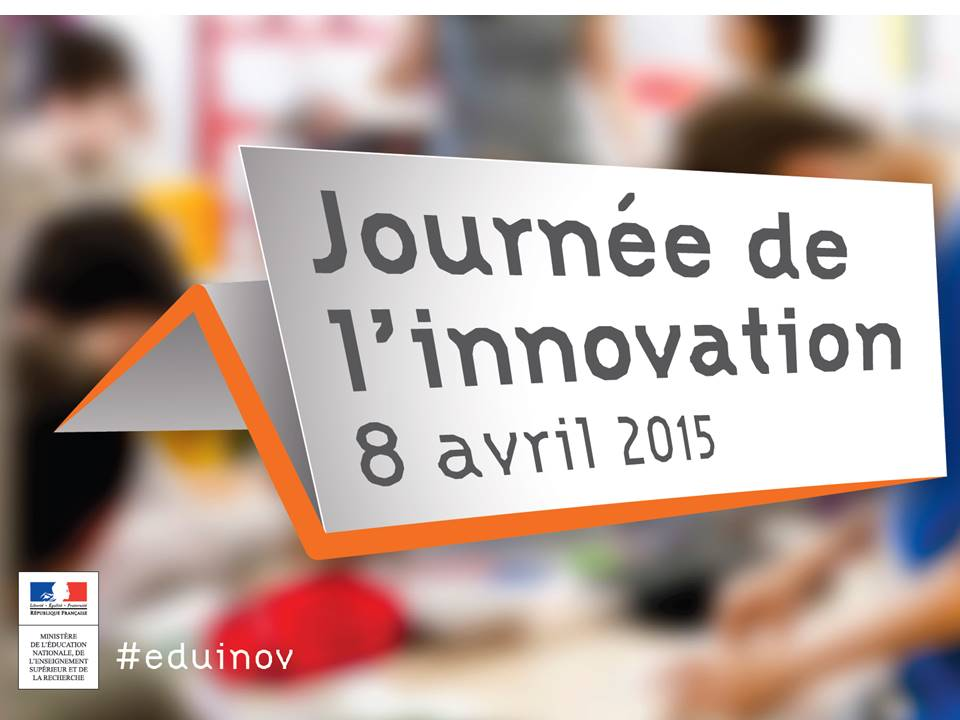 Journée de
l'innovation
8 avril 2015
Liberté • Égalité • Fraternité
RÉPUBLIQUE FRANÇAISE
MINISTÈRE
DE L'ÉDUCATION
NATIONALE, DE
L'ENSEIGNEMENT
SUPÉRIEUR ET DE
LA RECHERCHE
#eduinov